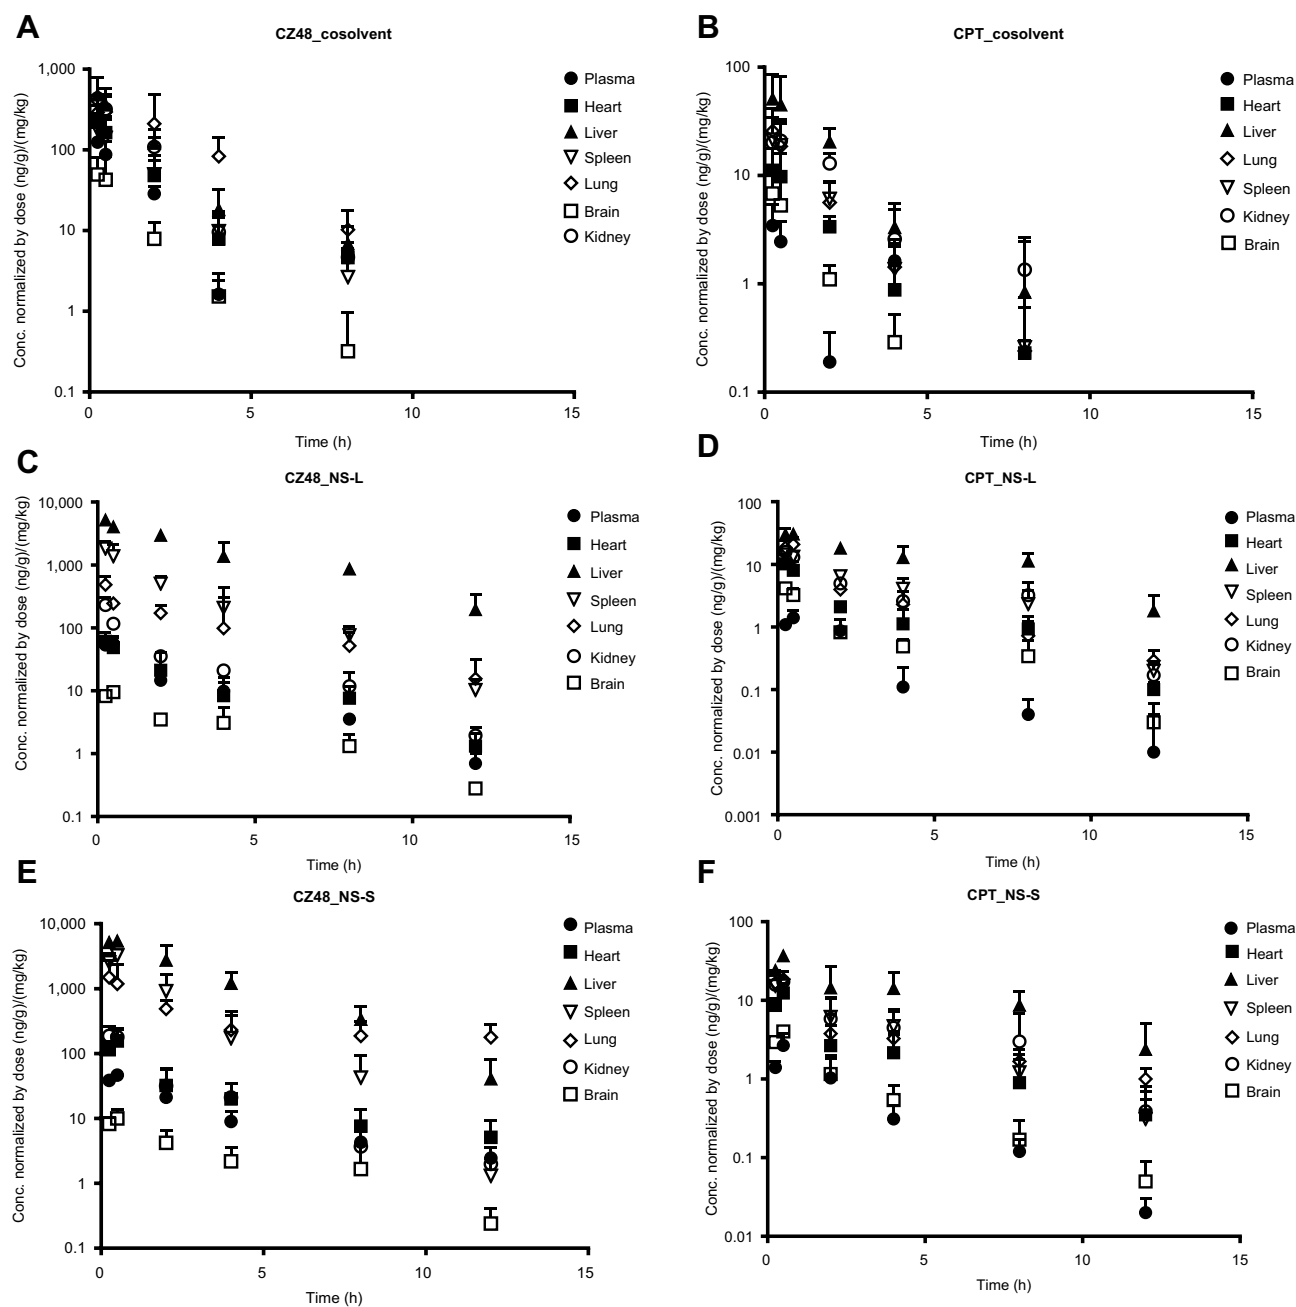 A
CZ48_cosolvent
Conc. normalized by dose (ng/g)/(mg/kg)
1,000
100
10
1
0.1
0
5
10
15
Time (h)
Plasma
Heart
Liver
Spleen
Lung
Brain
Kidney
B
CPT_cosolvent
Conc. normalized by dose (ng/g)/(mg/kg)
100
10
1
0.1
0
5
10
15
Time (h)
Plasma
Heart
Liver
Lung
Spleen
Kidney
Brain
C
CZ48_NS-L
Conc. normalized by dose (ng/g)/(mg/kg)
10,000
1,000
100
10
1
0.1
0
5
10
15
Time (h)
Plasma
Heart
Liver
Spleen
Lung
Kidney
Brain
D
CPT_NS-L
Conc. normalized by dose (ng/g)/(mg/kg)
100
10
1
0.1
0.01
0.001
0
5
10
15
Time (h)
Plasma
Heart
Liver
Spleen
Lung
Kidney
Brain
E
CZ48_NS-S
Conc. normalized by dose (ng/g)/(mg/kg)
10,000
1,000
100
10
1
0.1
0
5
10
15
Time (h)
Plasma
Heart
Liver
Spleen
Lung
Kidney
Brain
F
CPT_NS-S
Conc. normalized by dose (ng/g)/(mg/kg)
100
10
1
0.1
0.01
0
5
10
15
Time (h)
Plasma
Heart
Liver
Spleen
Lung
Kidney
Brain